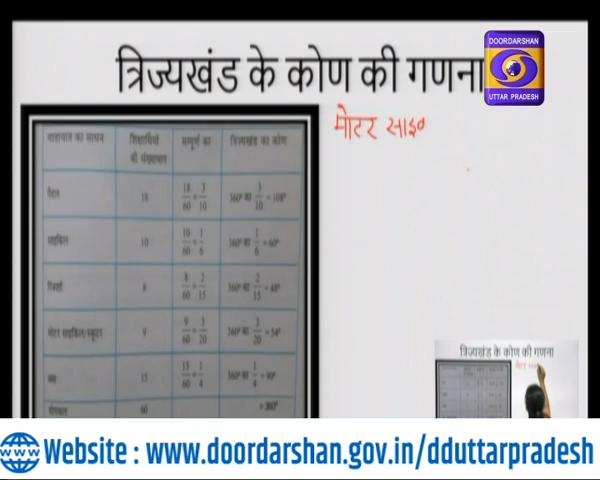 DOORDARSHAN
UTTAR PRADESH
त्रिज्यखंड के कोण की गणना
मोटर साइ०
यातायात का साधन शिक्षार्थियों की संख्याभाग सम्पूर्ण का त्रिज्यखंड का कोण
पैदल 18 18/60 = 3/10 360° का 3/10 = 108°
साइकिल 10 10/60 = 1/6 360° का 1/6 = 60°
रिक्शा 8 8/60 = 2/15 360° का 2/15 = 48°
मोटर साइकिल/स्कूटर 9 9/60 = 3/20 360° का 3/20 = 54°
बस 15 15/60 = 1/4 360° का 1/4 = 90°
योगफल 60 = 360°
त्रिज्यखंड के कोण की गणना
Website : www.doordarshan.gov.in/dduttarpradesh